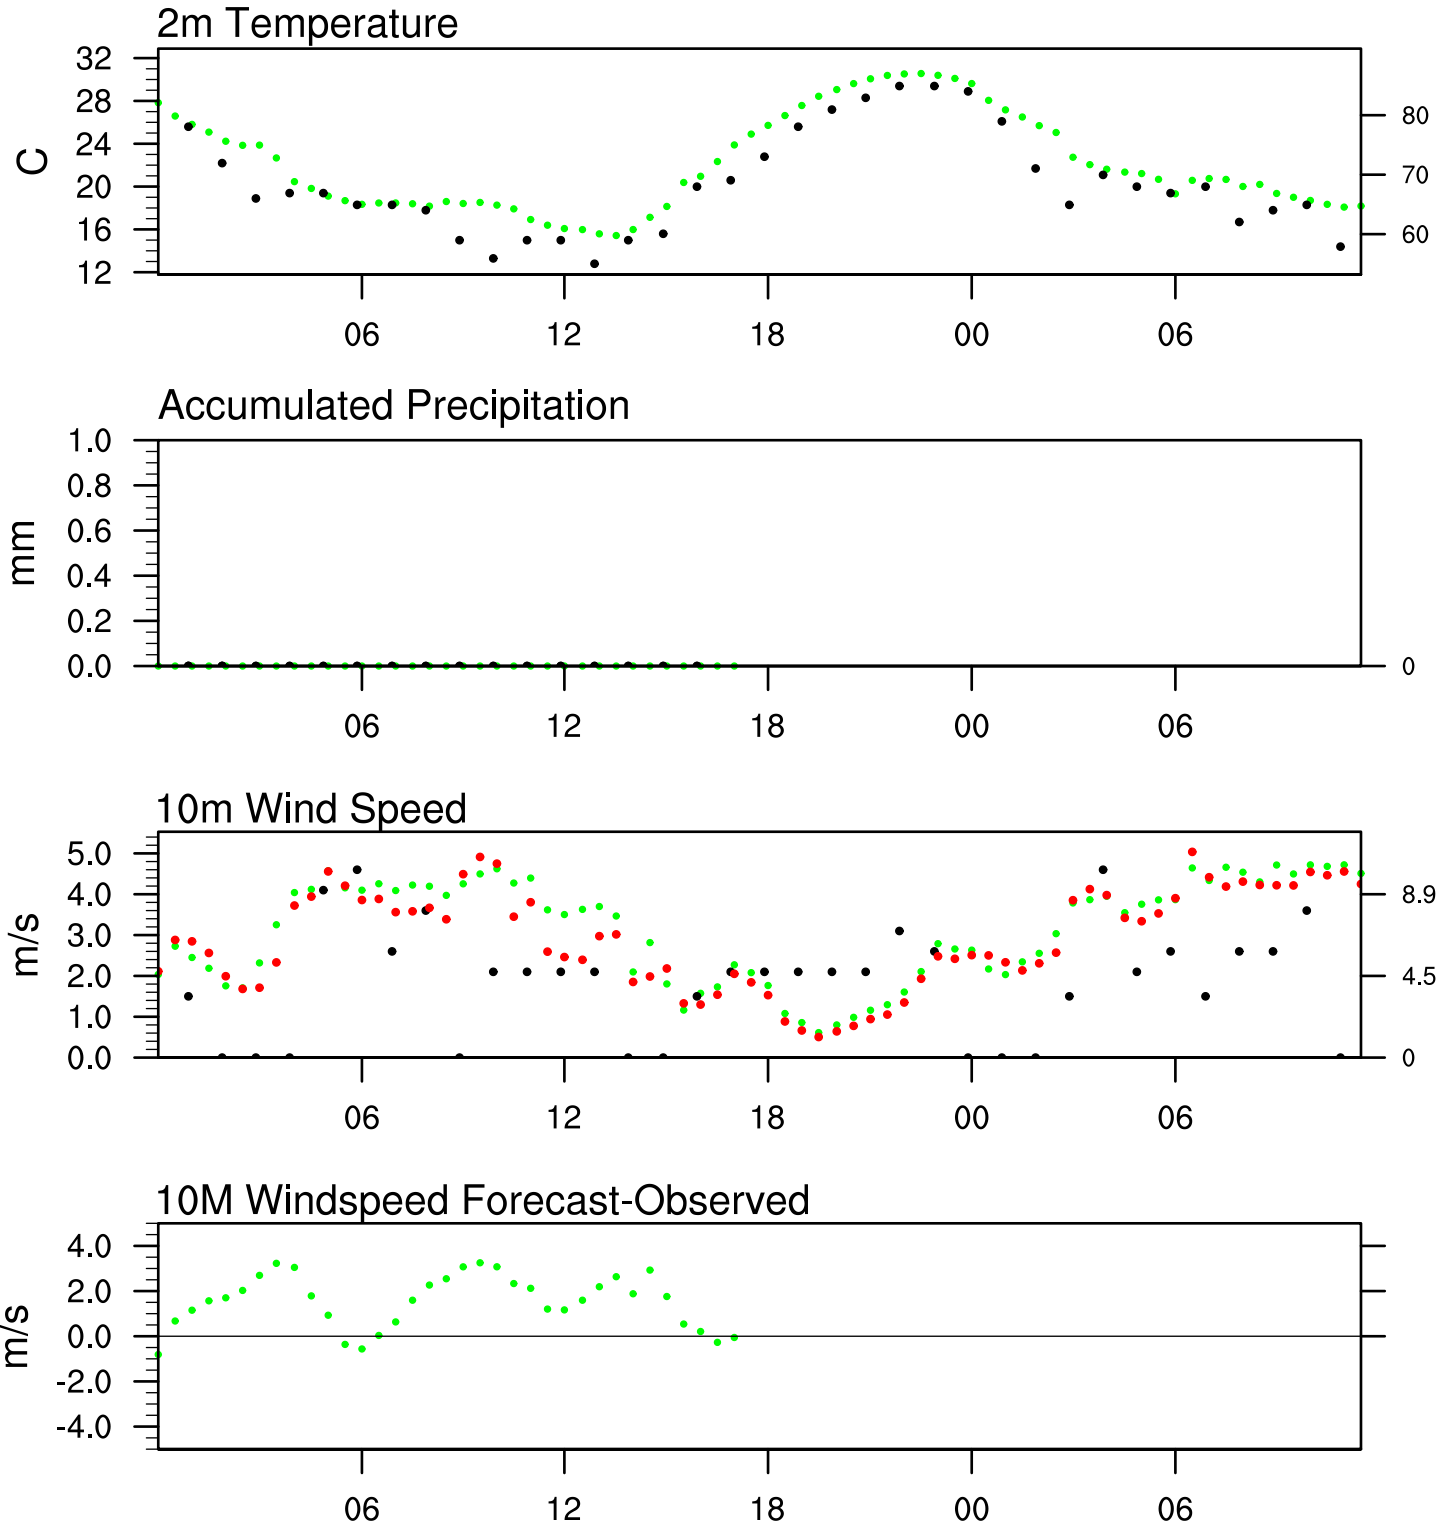 2m Temperature
32
28
24
20
16
12
C
80
70
60
06 12 18 00 06
Accumulated Precipitation
1.0
0.8
0.6
0.4
0.2
0.0
mm
0
06 12 18 00 06
10m Wind Speed
5.0
4.0
3.0
2.0
1.0
0.0
m/s
8.9
4.5
0
06 12 18 00 06
10M Windspeed Forecast-Observed
4.0
2.0
0.0
-2.0
-4.0
m/s
06 12 18 00 06